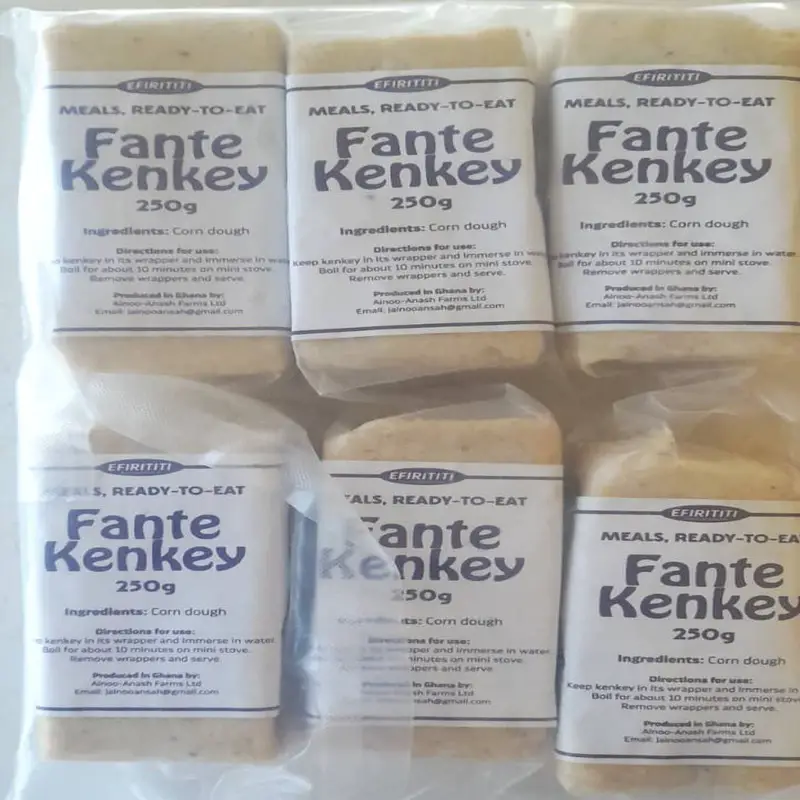 EFIRITITI
MEALS, READY-TO-EAT
Fante
Kenkey
250g
Ingredients: Corn dough
Directions for use:
kenkey in its wrapper and immerse in
Boil for about 10 minutes on mini stove.
Remove wrappers and serve.
Produced in Ghana by:
Ainoo-Anash Farms Ltd
Email: jainooansah@gmail.com
EFIRITITI
MEALS, READY-TO-EAT
Fante
Kenkey
250g
Ingredients: Corn dough
Directions for use:
Keep kenkey in its wrapper and immerse in
Boil for about 10 minutes on mini stove.
Remove wrappers and serve.
Produced in Ghana by:
Ainoo-Anash Farms Ltd
Email: jainooansah@gmail.com
EFIRITITI
MEALS, READY-TO-EAT
Fante
Kenkey
250g
Ingredients: Corn dough
Directions for use:
kenkey in its wrapper and immerse in water.
Boil for about 10 minutes on mini stove.
Remove wrappers and serve.
Produced in Ghana by:
Ainoo-Anash Farms Ltd
Email: jainooansah@gmail.com
EFIRITITI
MEALS, READY-TO-EAT
Fante
Kenkey
250g
Ingredients: Corn dough
Directions for use:
kenkey in its wrapper and immerse in water.
Boil for about 10 minutes on mini stove.
Remove wrappers and serve.
Produced in Ghana by:
Ainoo-Anash Farms Ltd
Email: jainooansah@gmail.com
EFIRITITI
READY-TO-EAT
Fante
Kenkey
250g
Corn dough
for use:
and immerse in water.
minutes on mini stove.
and serve.
in Ghana by:
Farms Ltd
EFIRITITI
MEALS, READY-TO-EA
Fante
Kenkey
250g
Ingredients: Corn dough
Directions for use:
Keep kenkey in its wrapper and immerse in
Boil for about 10 minutes on mini
Remove wrappers and serve.
Produced in Ghana by:
Ainoo-Anash Farms Ltd
Email: jainooansah@gmail.com